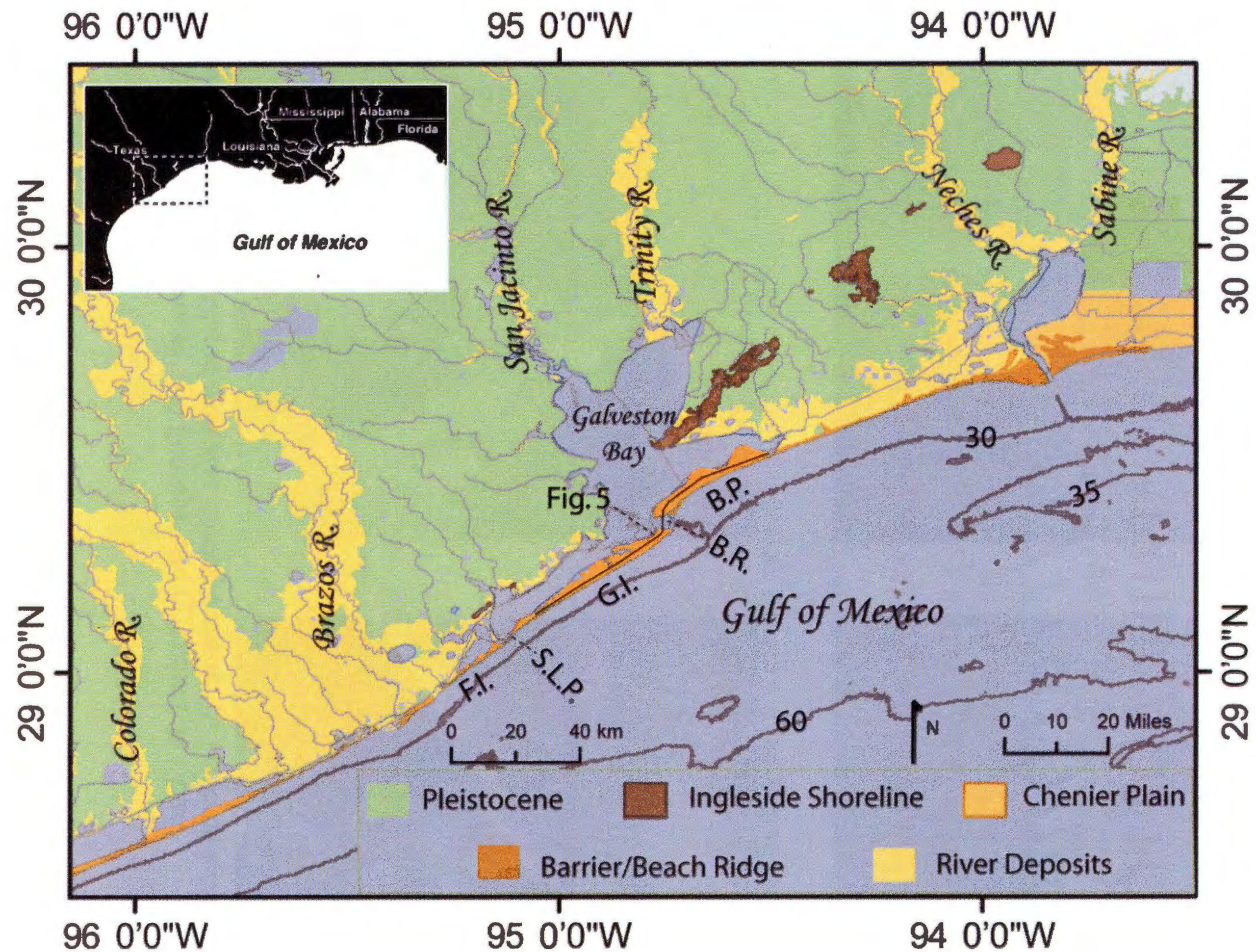 96 0'0"W
95 0'0"W
94 0'0"W
Mississippi
Alabama
Florida
Texas
Louisiana
Gulf of Mexico
30 0'0"N
30 0'0"N
San Jacinto R.
Trinity R.
Neches R.
Sabine R.
Galveston
Bay
30
35
Fig. 5
B.P.
B.R.
G.I.
Gulf of Mexico
Brazos R.
Colorado R.
29 0'0"N
29 0'0"N
S.L.P
F.I.
60
0 20 40 km
N
0 10 20 Miles
Pleistocene
Ingleside Shoreline
Chenier Plain
Barrier/Beach Ridge
River Deposits
96 0'0"W
95 0'0"W
94 0'0"W